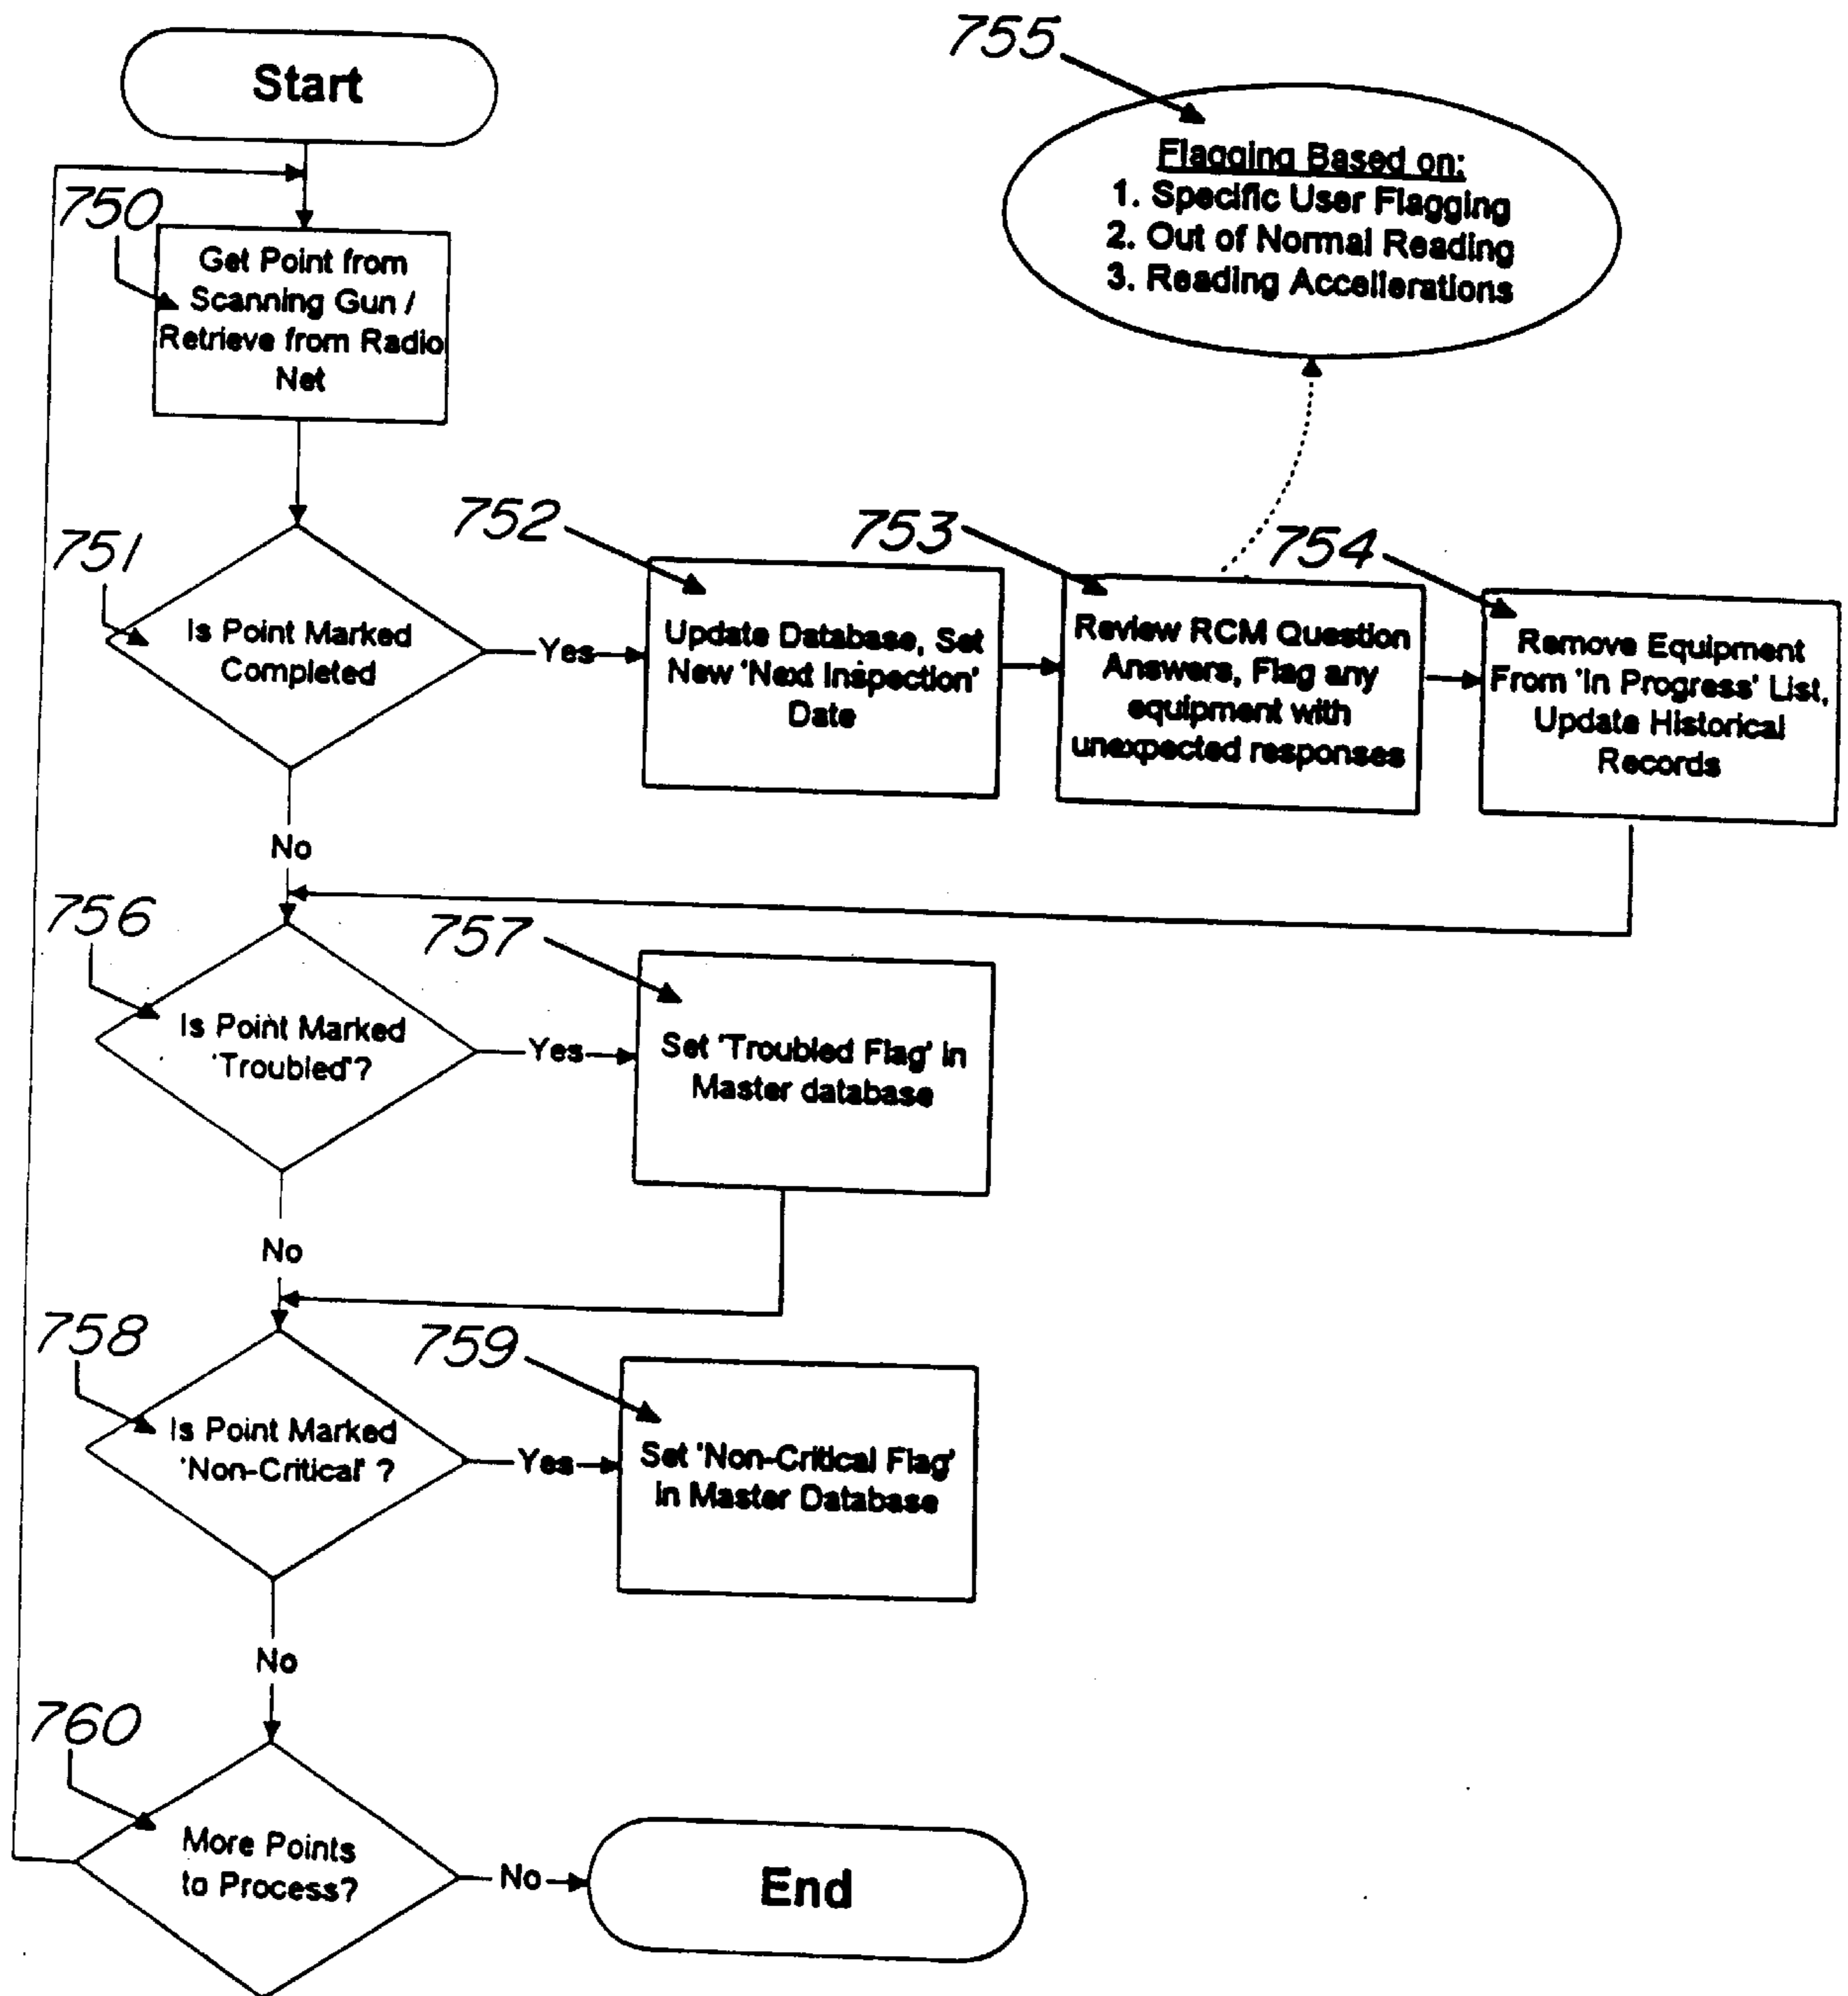 Start
755
Flagging Based on:
1. Specific User Flagging
2. Out of Normal Reading
3. Reading Accellerations
750
Get Point from
Scanning Gun /
Retrieve from Radio
Net
751
Is Point Marked
Completed
Yes
752
Update Database, Set
New 'Next Inspection'
Date
753
Review RCM Question
Answers, Flag any
equipment with
unexpected responses
754
Remove Equipment
From 'In Progress' List,
Update Historical
Records
No
756
Is Point Marked
'Troubled'?
Yes
757
Set 'Troubled Flag' in
Master database
No
758
Is Point Marked
'Non-Critical' ?
Yes
759
Set 'Non-Critical Flag'
in Master Database
No
760
More Points
to Process?
No
End